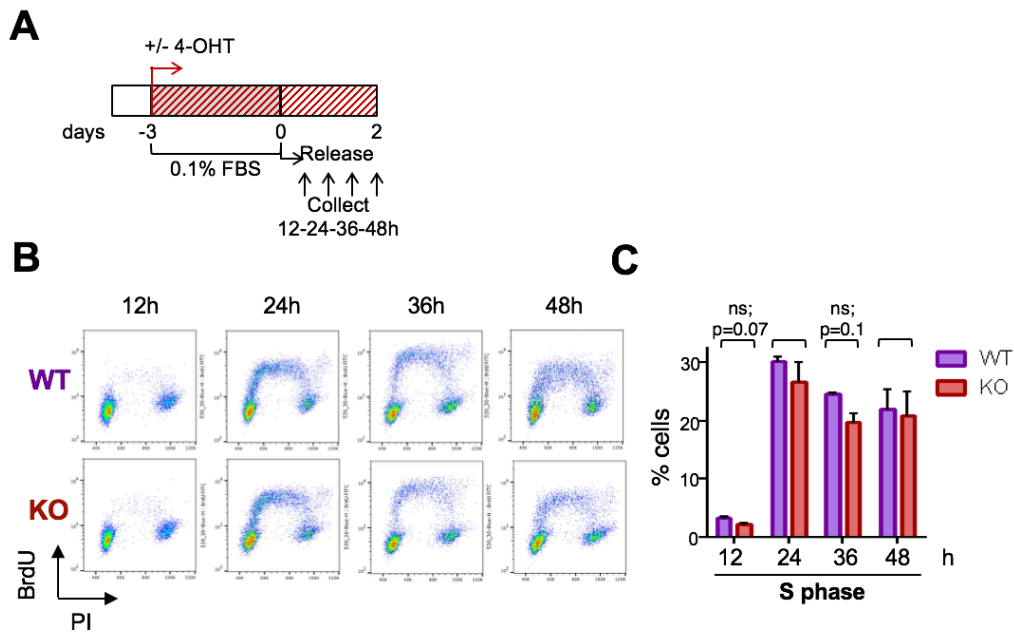 A
+/- 4-OHT
days -3 0 2
0.1% FBS
Release
Collect
12-24-36-48h
B
12h 24h 36h 48h
WT
KO
BrdU
PI
C
ns; ns;
p=0.07 p=0.1
WT
KO
% cells
30
20
10
0
12 24 36 48 h
S phase